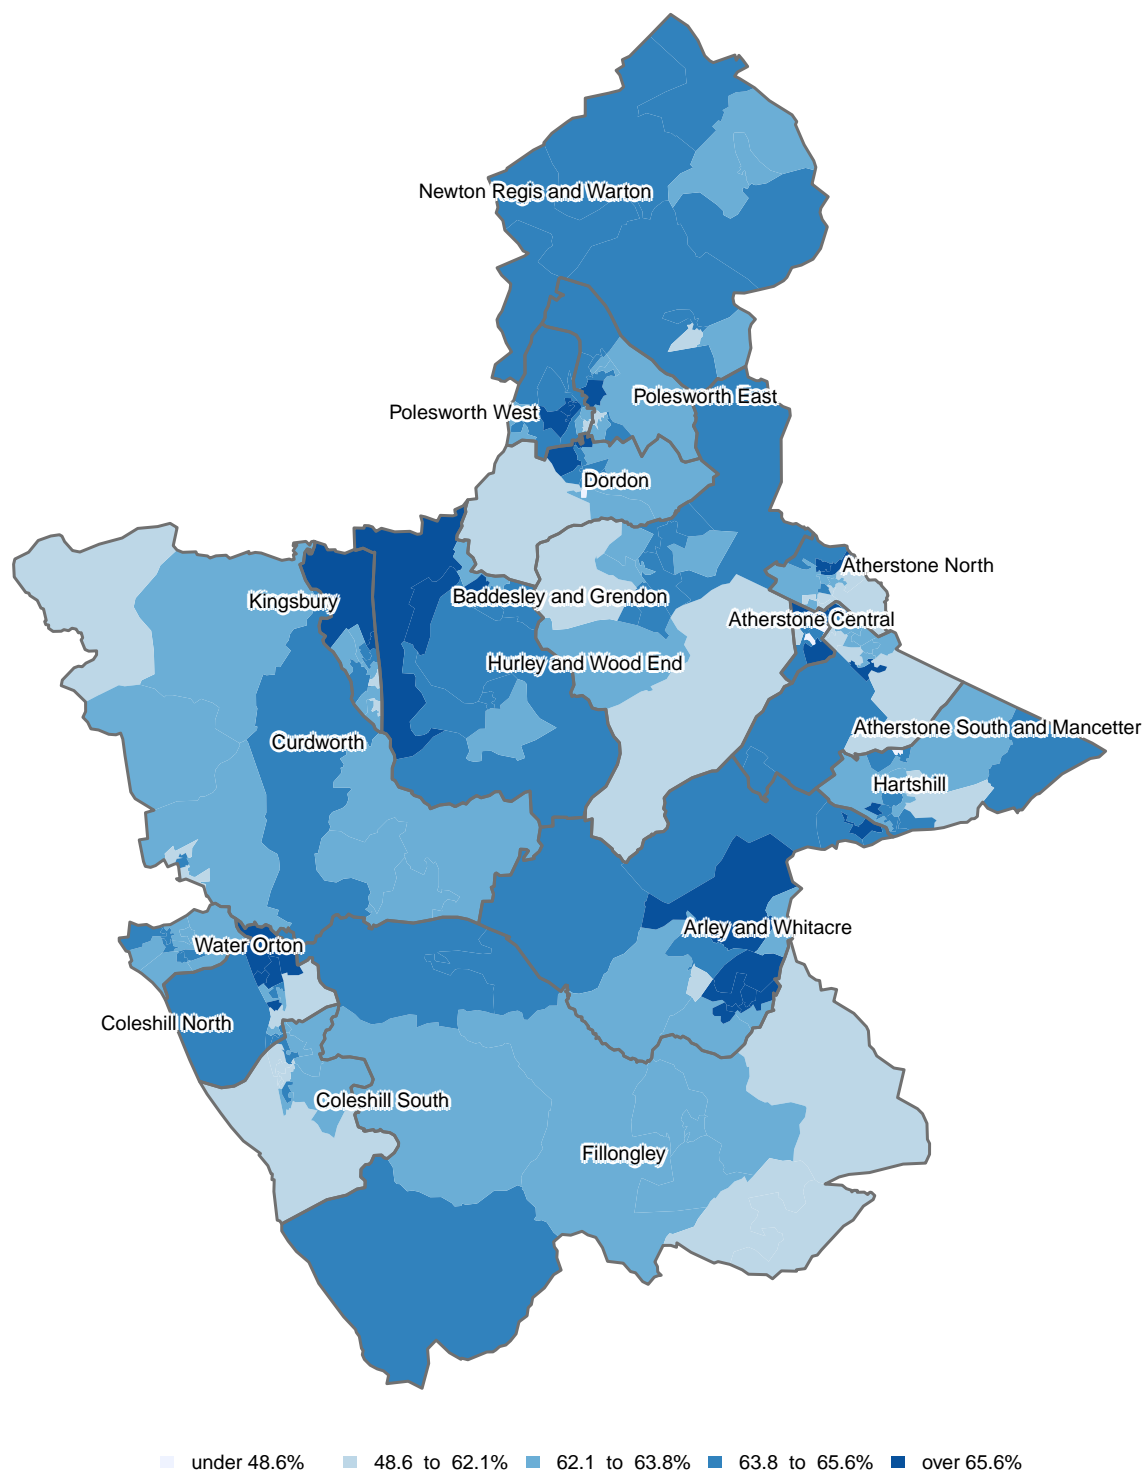 Newton Regis and Warton
Polesworth East
Polesworth West
Dordon
Atherstone North
Baddesley and Grendon
Kingsbury
Atherstone Central
Hurley and Wood End
Atherstone South and Mancetter
Curdworth
Hartshill
Arley and Whitacre
Water Orton
Coleshill North
Coleshill South
Fillongley
under 48.6% 48.6 to 62.1% 62.1 to 63.8% 63.8 to 65.6% over 65.6%